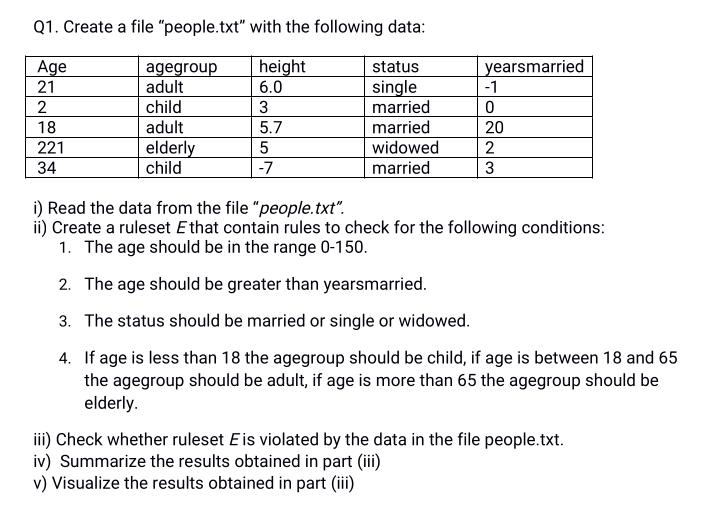 Q1. Create a file “people.txt” with the following data:
Age agegroup height status yearsmarried
21 adult 6.0 single -1
2 child 3 married 0
18 adult 5.7 married 20
221 elderly 5 widowed 2
34 child -7 married 3
i) Read the data from the file “people.txt”.
ii) Create a ruleset E that contain rules to check for the following conditions:
1. The age should be in the range 0-150.
2. The age should be greater than yearsmarried.
3. The status should be married or single or widowed.
4. If age is less than 18 the agegroup should be child, if age is between 18 and 65
the agegroup should be adult, if age is more than 65 the agegroup should be
elderly.
iii) Check whether ruleset E is violated by the data in the file people.txt.
iv) Summarize the results obtained in part (iii)
v) Visualize the results obtained in part (iii)